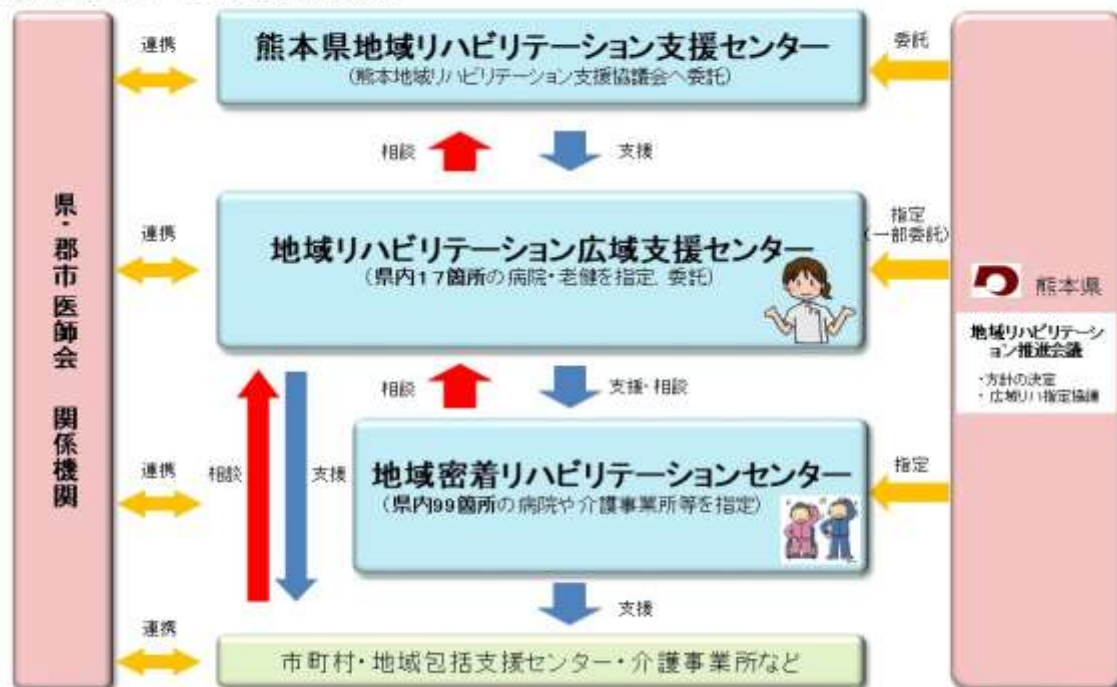 連携
熊本県地域リハビリテーション支援センター
(熊本地域リハビリテーション支援協議会へ委託)
委託
相談
支援
県・郡市医師会 関係機関
連携
地域リハビリテーション広域支援センター
(県内17箇所の病院・老健を指定、委託)
指定
(一部委託)
熊本県
地域リハビリテーシ
ョン推進会議
・方針の決定
・広域リハ指定協議
相談
支援・相談
連携
相談
支援
地域密着リハビリテーションセンター
(県内99箇所の病院や介護事業所等を指定)
指定
支援
連携
市町村・地域包括支援センター・介護事業所など